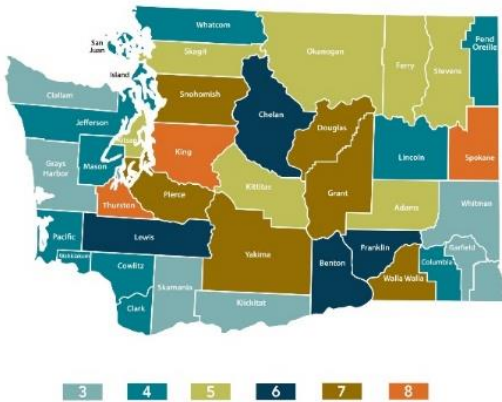 Whatcom
Pend
Oreille
San
Juan
Skagit
Okanogan
Ferry
Stevens
Island
Clallam
Snohomish
Chelan
Jefferson
Douglas
Kitsap
King
Lincoln
Spokane
Grays
Harbor
Mason
Kittitas
Grant
Adams
Thurston
Pierce
Whitman
Pacific
Lewis
Yakima
Franklin
Garfield
Benton
Columbia
Cowlitz
Walla Walla
Skamania
Klickitat
Clark
3 4 5 6 7 8